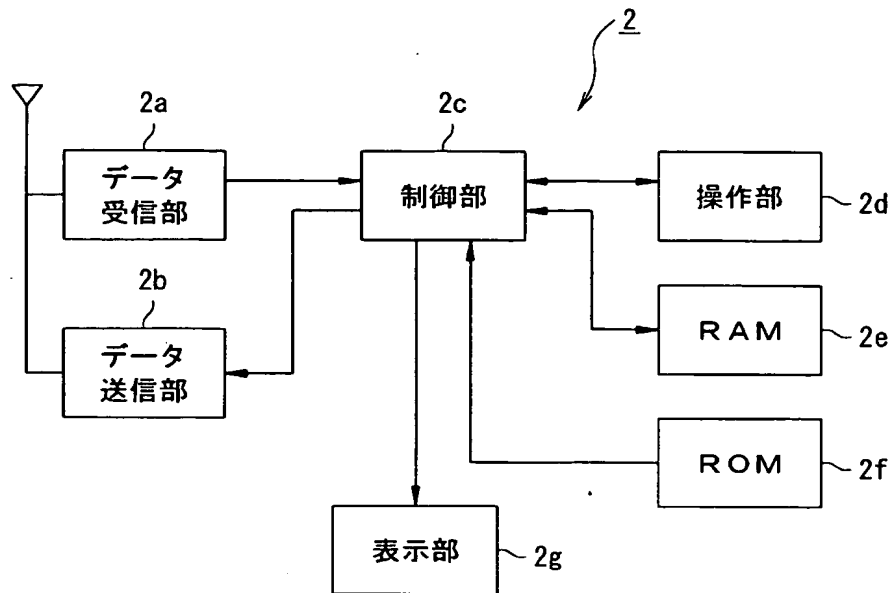 2
2a
データ
受信部
2c
制御部
操作部
2d
2b
データ
送信部
RAM
2e
ROM
2f
表示部
2g